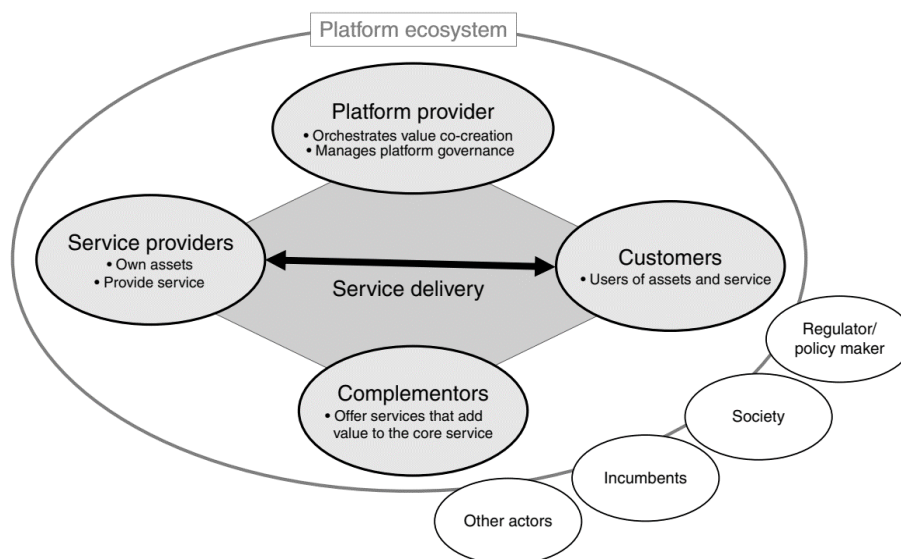 Platform ecosystem
Platform provider
• Orchestrates value co-creation
• Manages platform governance
Service providers
• Own assets
• Provide service
Customers
• Users of assets and service
Service delivery
Complementors
• Offer services that add
value to the core service
Regulator/
policy maker
Society
Incumbents
Other actors